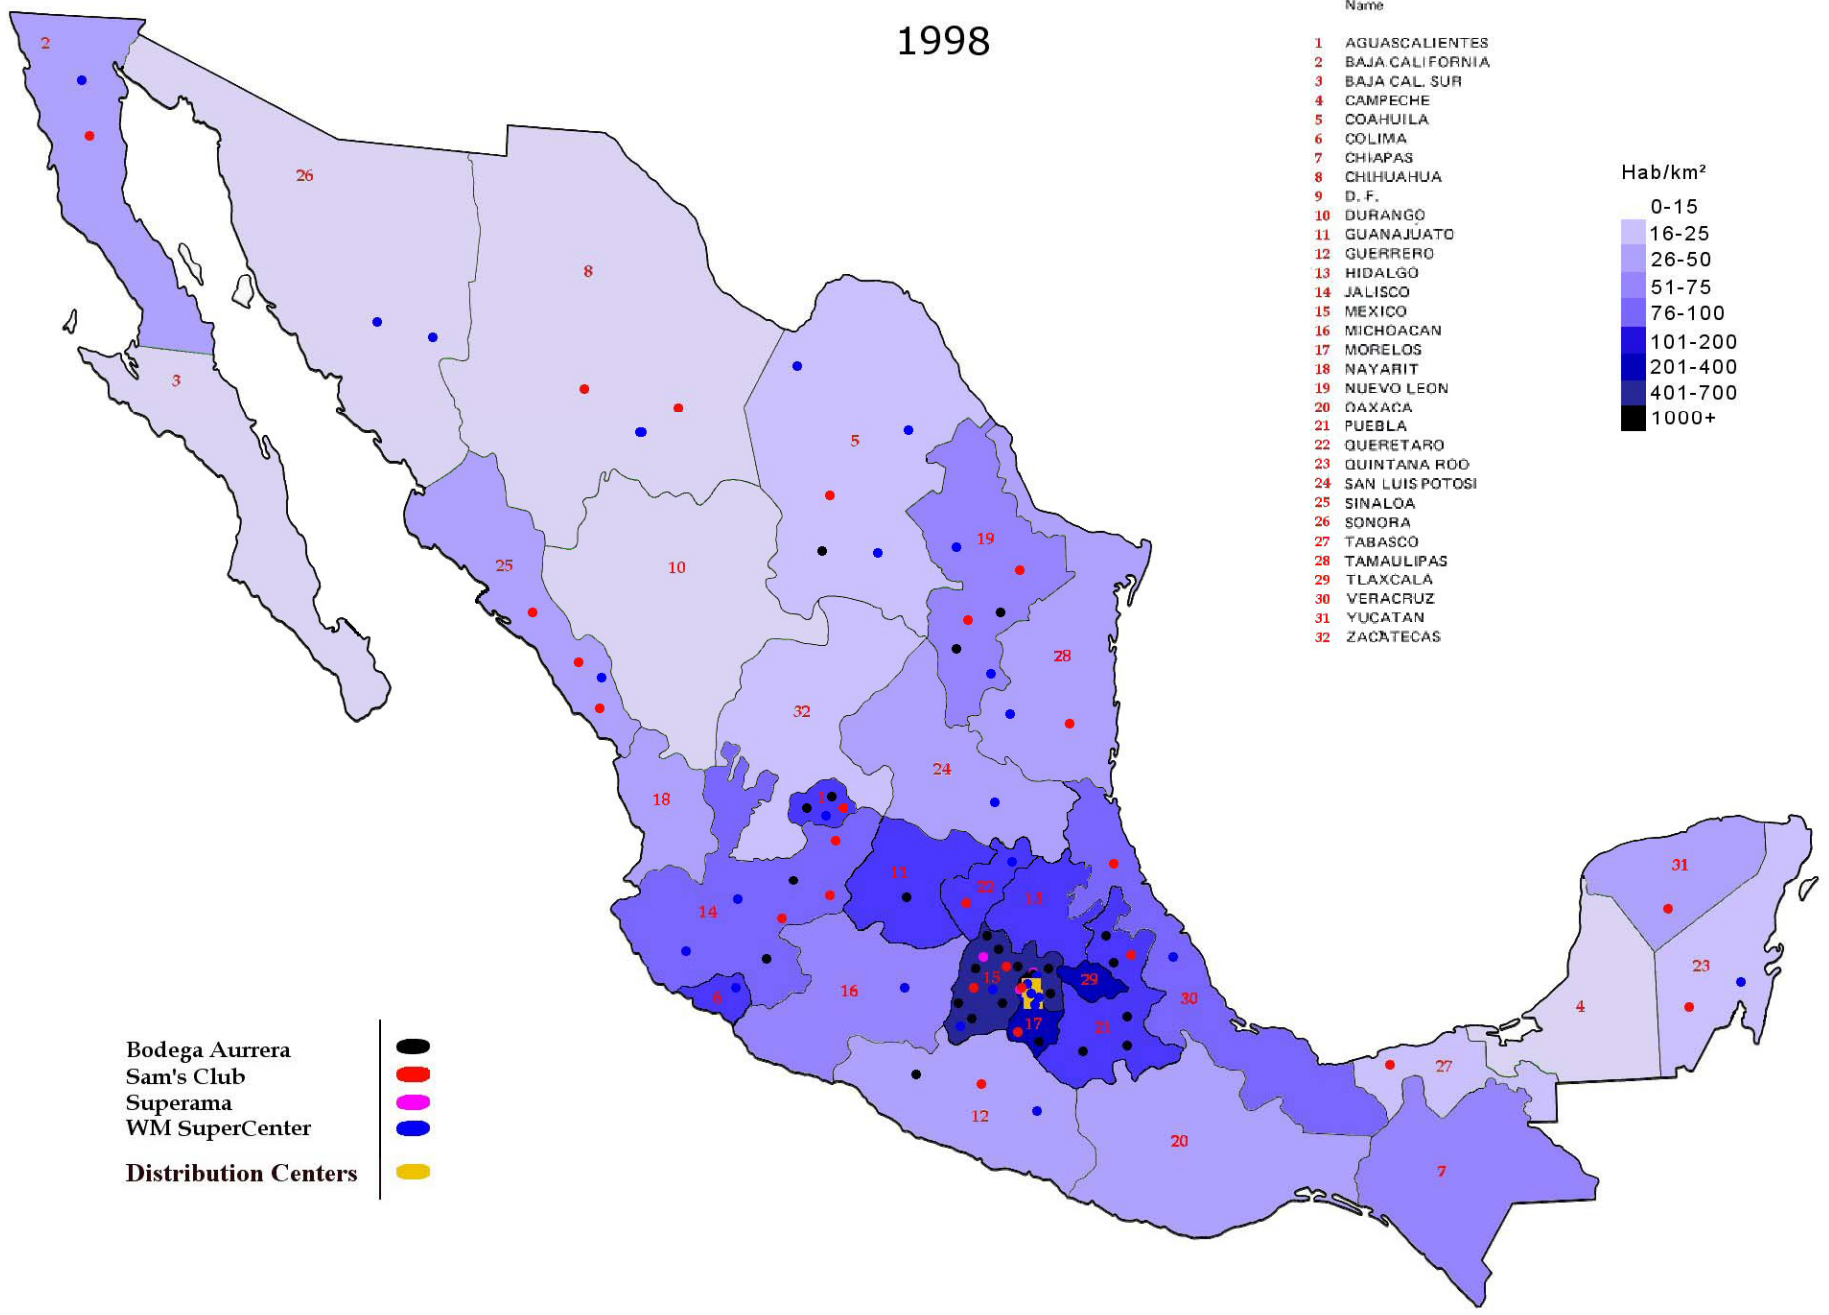 Name
1998
1 AGUASCALIENTES
2 BAJA CALIFORNIA
3 BAJA CAL. SUR
4 CAMPECHE
5 COAHUILA
6 COLIMA
7 CHIAPAS
8 CHIHUAHUA
9 D. F.
10 DURANGO
11 GUANAJUATO
12 GUERRERO
13 HIDALGO
14 JALISCO
15 MEXICO
16 MICHOACAN
17 MORELOS
18 NAYARIT
19 NUEVO LEON
20 OAXACA
21 PUEBLA
22 QUERETARO
23 QUINTANA ROO
24 SAN LUIS POTOSI
25 SINALOA
26 SONORA
27 TABASCO
28 TAMAULIPAS
29 TLAXCALA
30 VERACRUZ
31 YUCATAN
32 ZACATECAS
Hab/km²
0-15
16-25
26-50
51-75
76-100
101-200
201-400
401-700
1000+
2
26
8
3
5
19
25
10
28
32
24
18
1
31
11
22
13
14
23
15
29
16
6
30
4
17
21
27
12
20
7
Bodega Aurrera
Sam's Club
Superama
WM SuperCenter
Distribution Centers